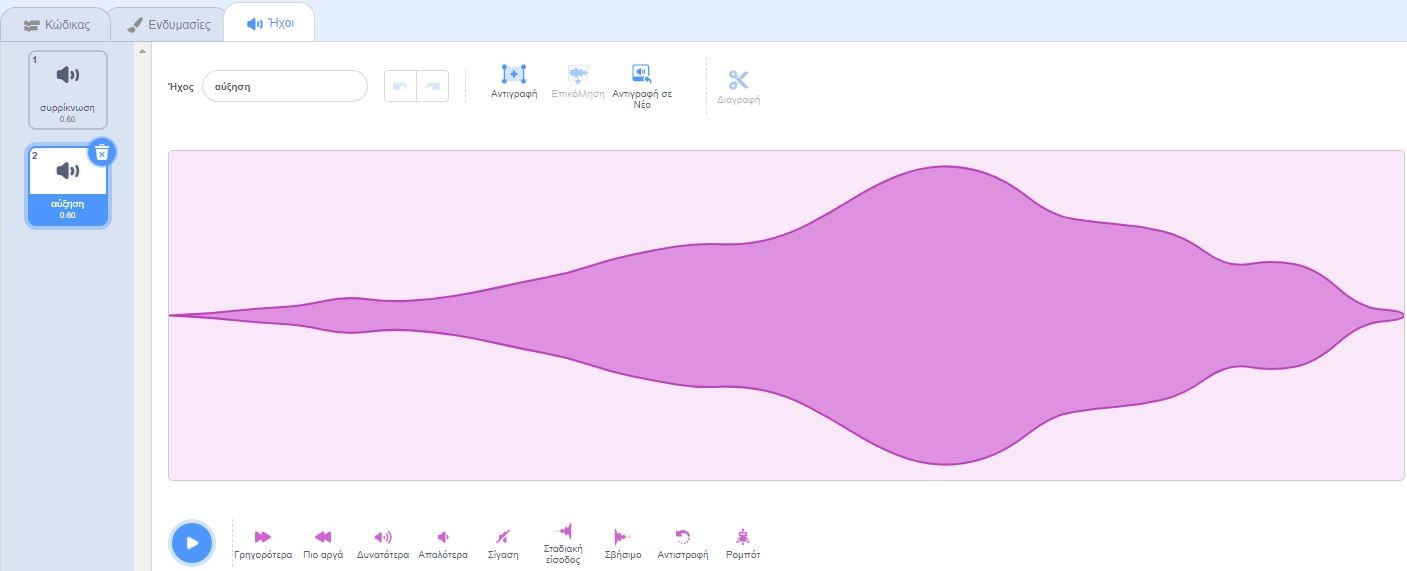 Κώδικας
Ενδυμασίες
Ήχοι
1
συρρίκνωση
0.60
2
αύξηση
0.60
Ήχος
αύξηση
Αντιγραφή
Επικόλληση
Αντιγραφή σε
Νέο
Διαγραφή
Γρηγορότερα
Πιο αργά
Δυνατότερα
Απαλότερα
Σίγαση
Σταδιακή
είσοδος
Σβήσιμο
Αντιστροφή
Ρομπότ